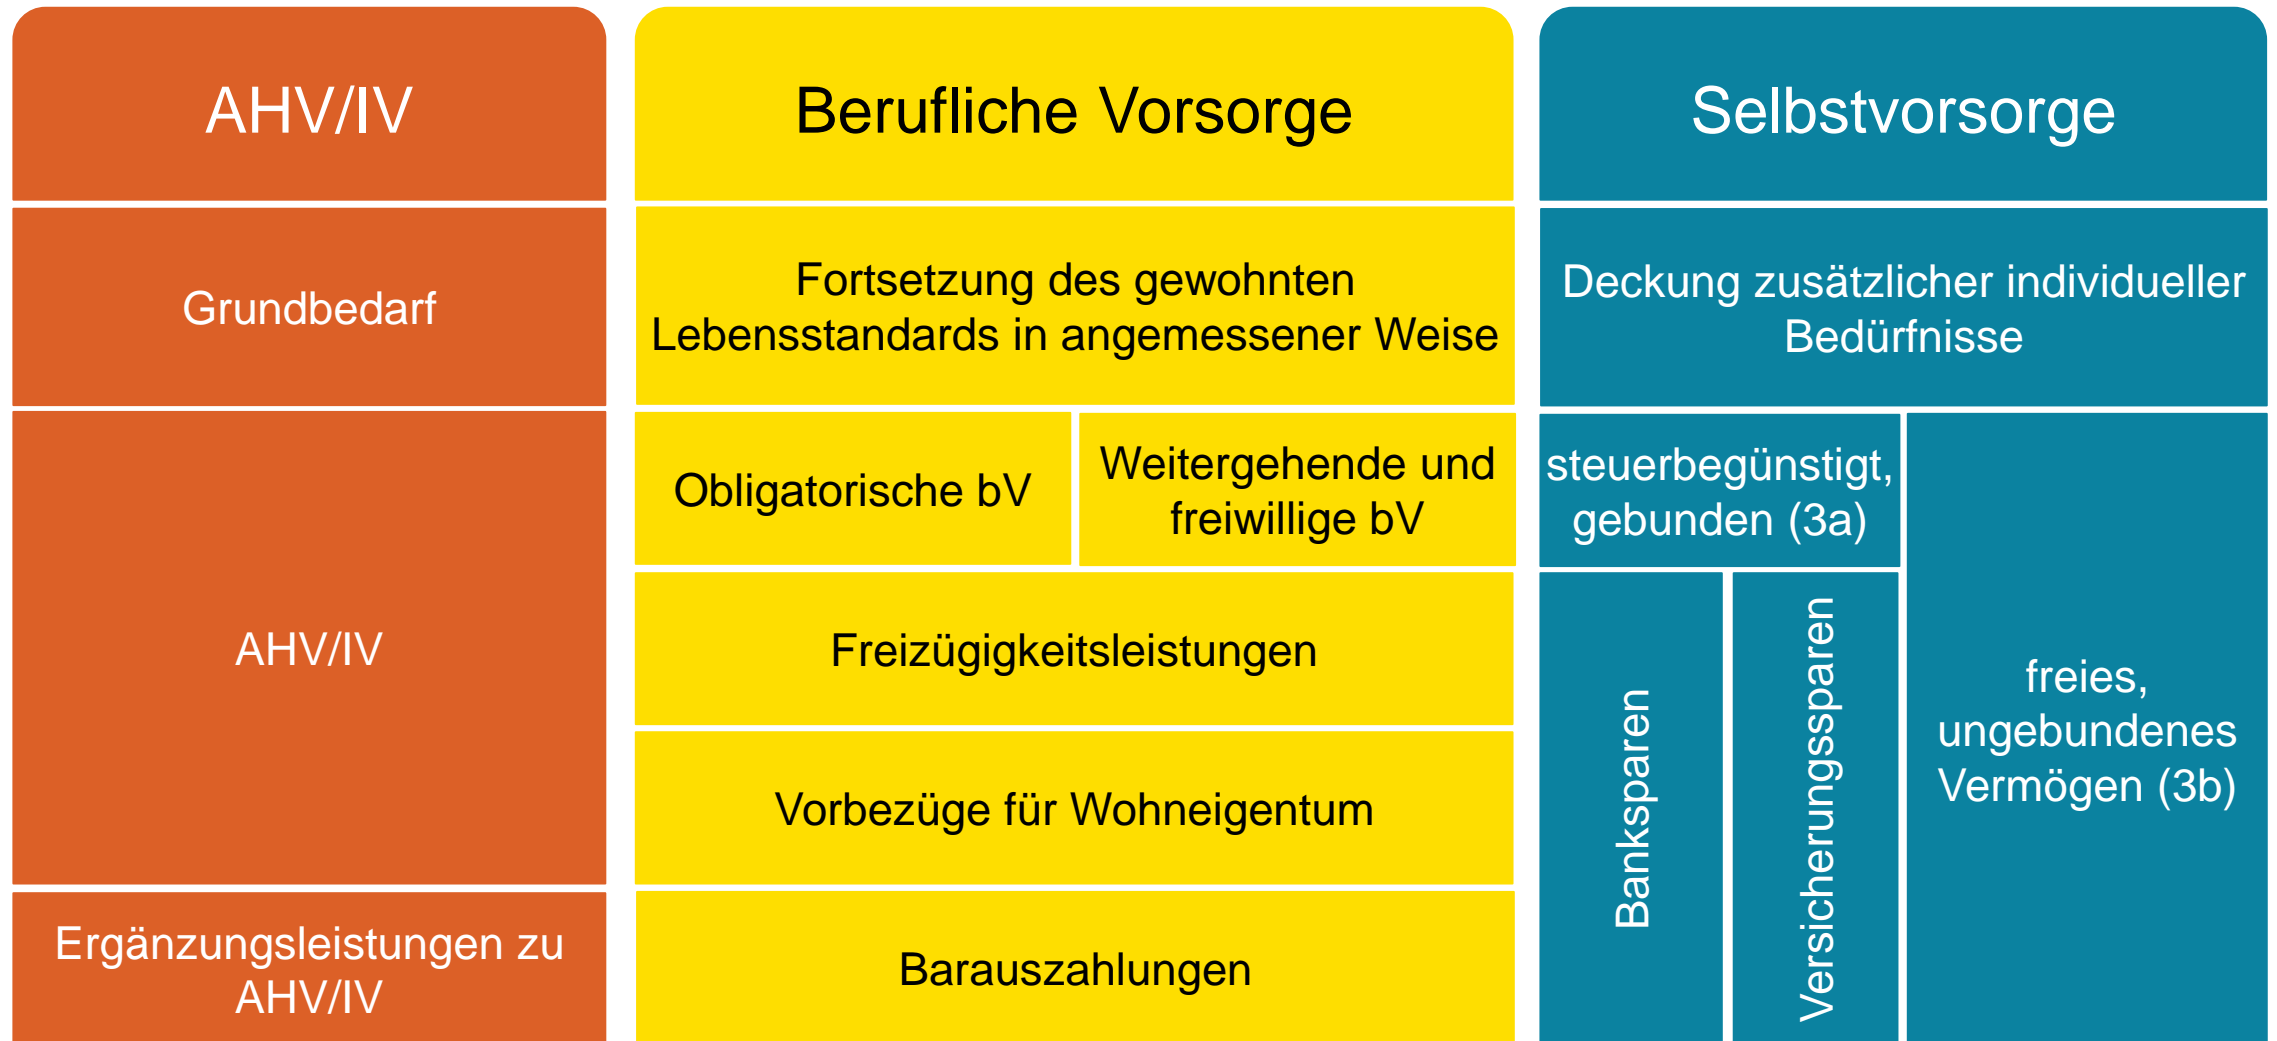 AHV/IV
Grundbedarf
AHV/IV
Ergänzungsleistungen zu
AHV/IV
Berufliche Vorsorge
Fortsetzung des gewohnten
Lebensstandards in angemessener Weise
Obligatorische bV
Weitergehende und
freiwillige bV
Freizügigkeitsleistungen
Vorbezüge für Wohneigentum
Barauszahlungen
Selbstvorsorge
Deckung zusätzlicher individueller
Bedürfnisse
steuerbegünstigt,
gebunden (3a)
Banksparen
Versicherungssparen
freies,
ungebundenes
Vermögen (3b)